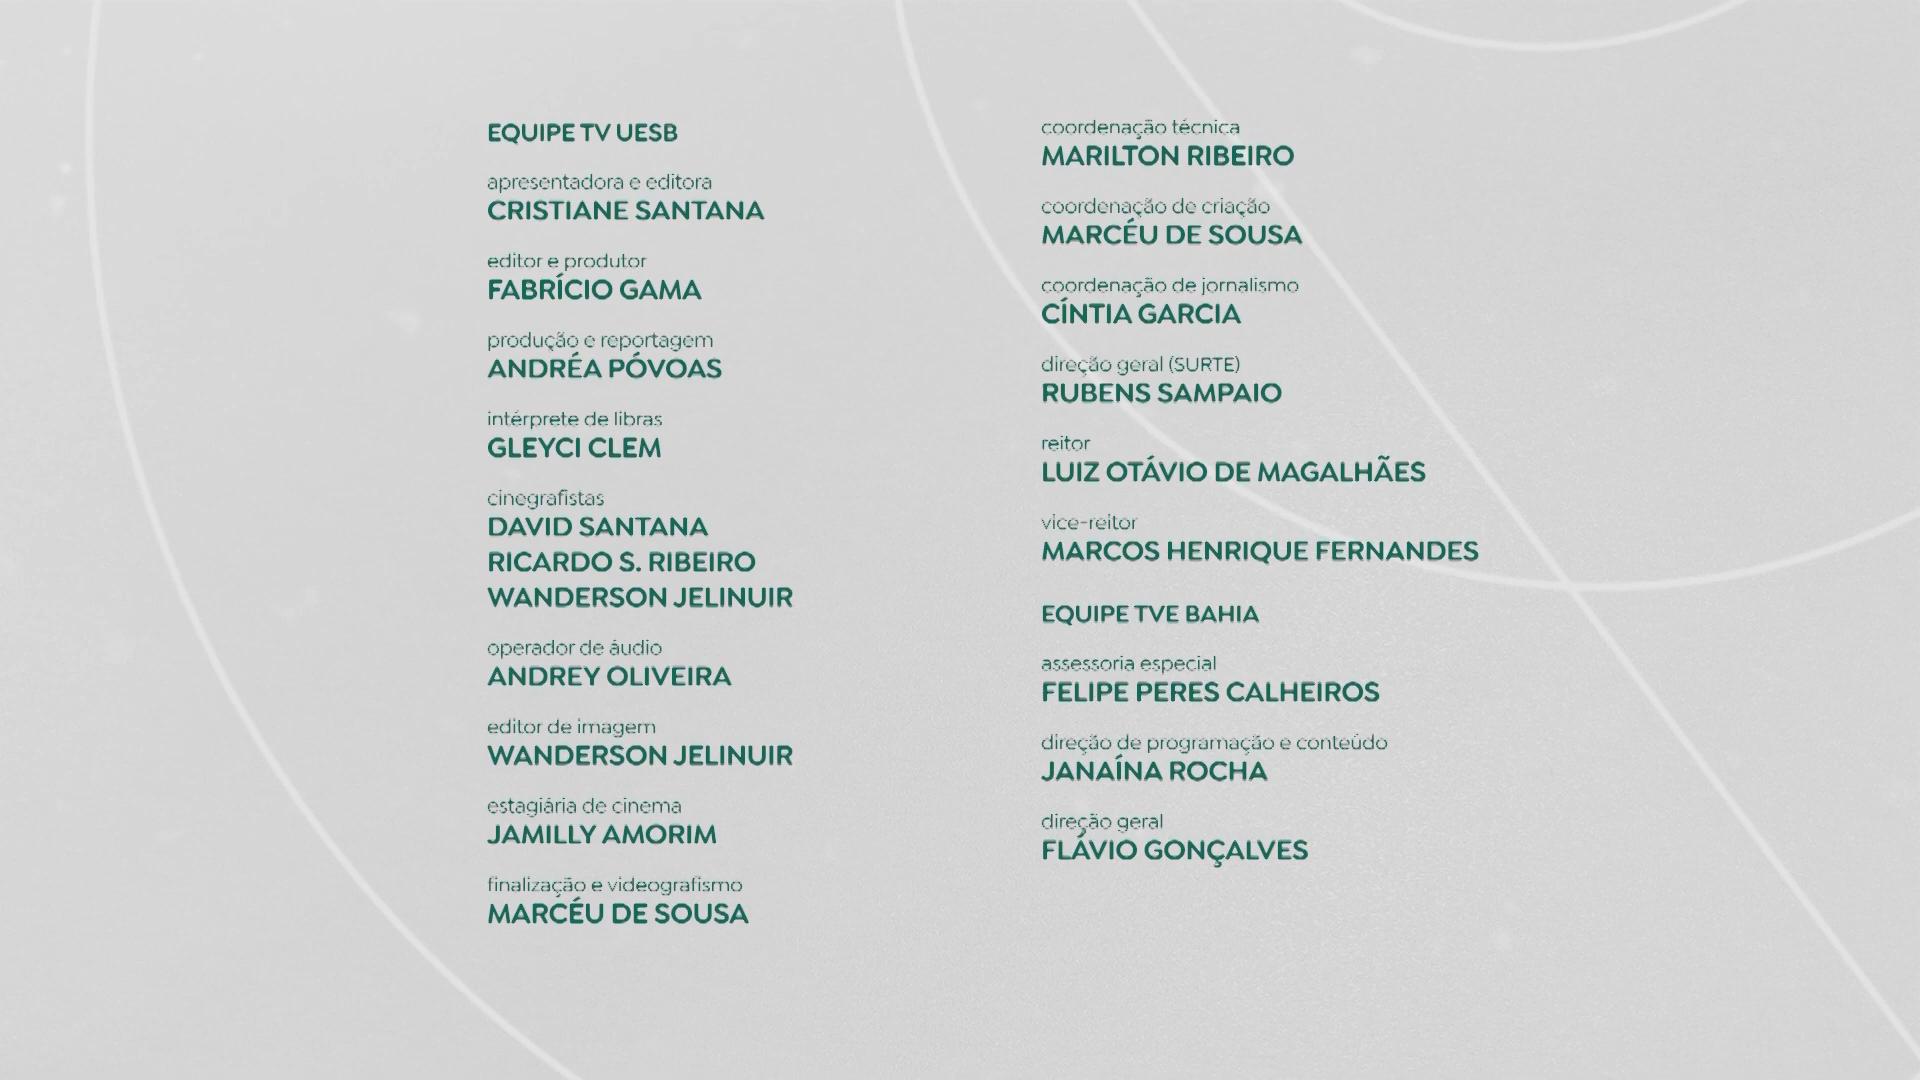 EQUIPE TV UESB
apresentadora e editora
CRISTIANE SANTANA
editor e produtor
FABRÍCIO GAMA
produção e reportagem
ANDRÉA PÓVOAS
intérprete de libras
GLEYCI CLEM
cinegrafistas
DAVID SANTANA
RICARDO S. RIBEIRO
WANDERSON JELINUIR
operador de áudio
ANDREY OLIVEIRA
editor de imagem
WANDERSON JELINUIR
estagiária de cinema
JAMILLY AMORIM
finalização e videografismo
MARCÉU DE SOUSA
coordenação técnica
MARILTON RIBEIRO
coordenação de criação
MARCÉU DE SOUSA
coordenação de jornalismo
CÍNTIA GARCIA
direção geral (SURTE)
RUBENS SAMPAIO
reitor
LUIZ OTÁVIO DE MAGALHÃES
vice-reitor
MARCOS HENRIQUE FERNANDES
EQUIPE TVE BAHIA
assessoria especial
FELIPE PERES CALHEIROS
direção de programação e conteúdo
JANAÍNA ROCHA
direção geral
FLÁVIO GONÇALVES